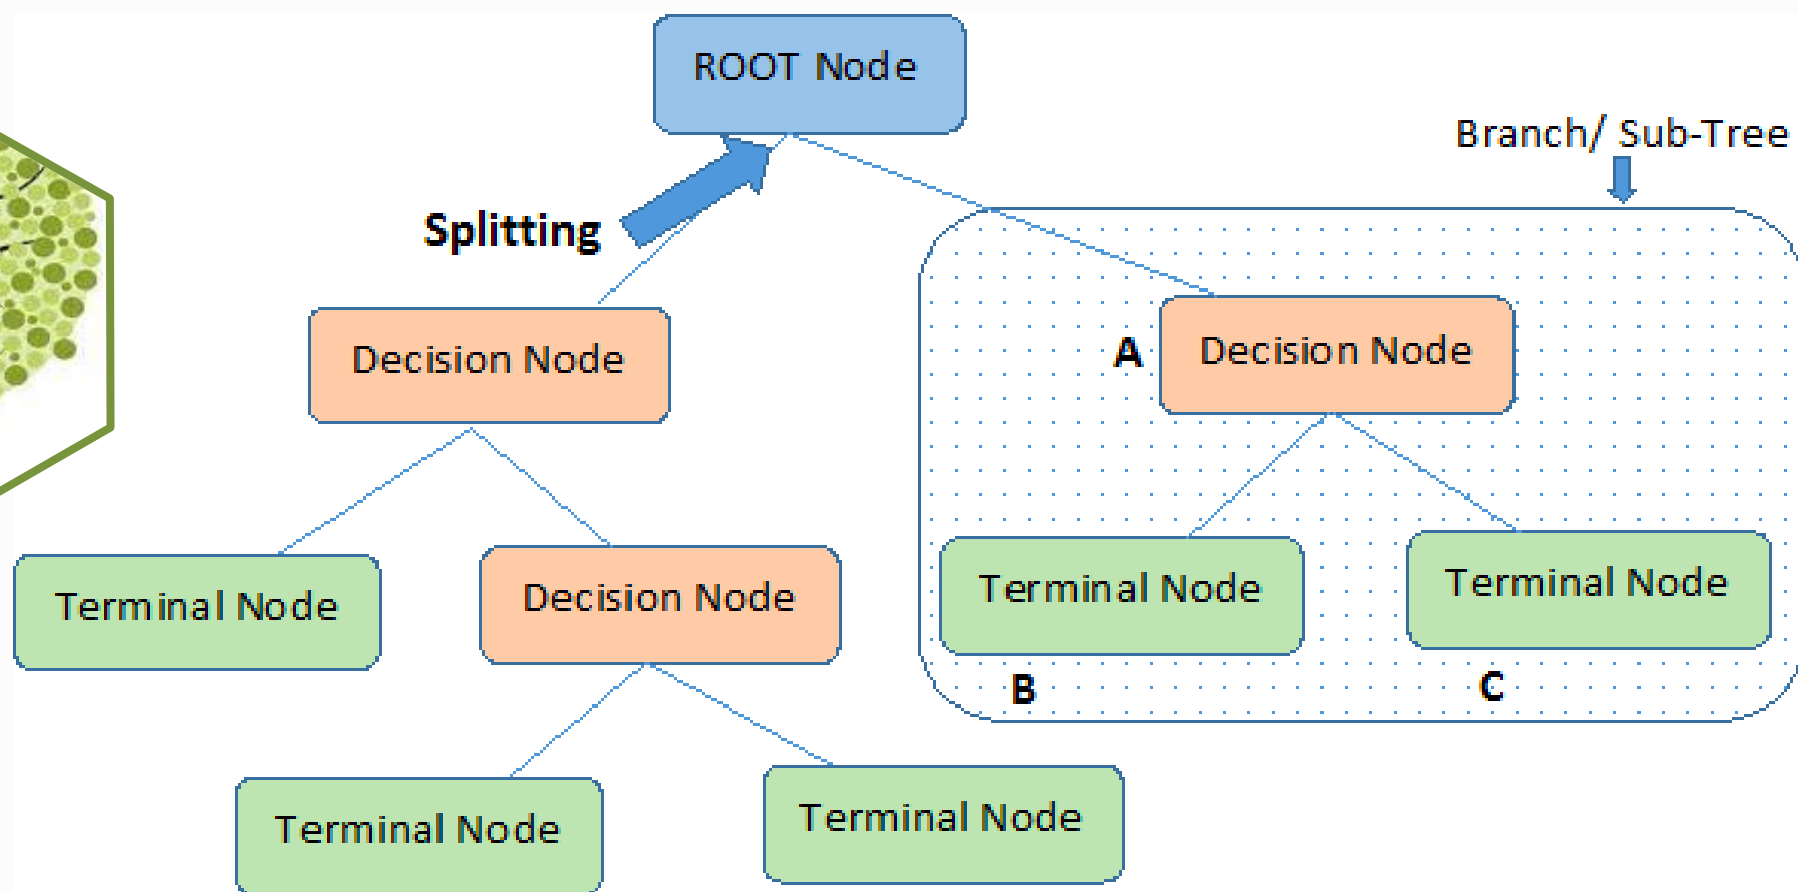 ROOT Node
Branch/ Sub-Tree
Splitting
Decision Node
A
Decision Node
Terminal Node
Decision Node
Terminal Node
Terminal Node
B
C
Terminal Node
Terminal Node